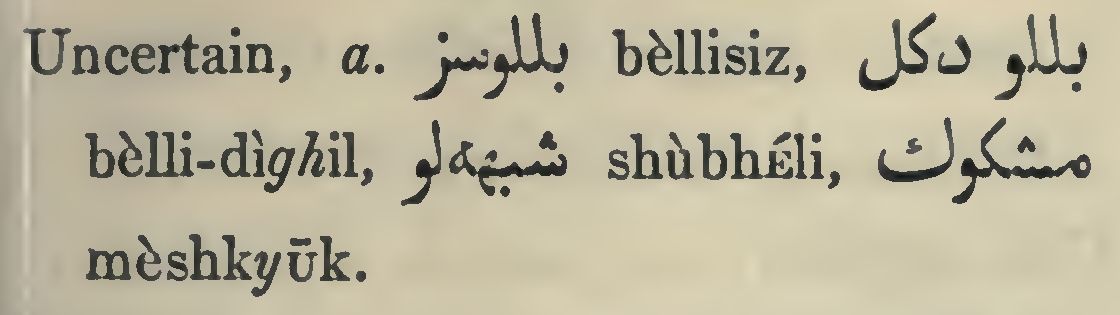 Uncertain, a. بللوسز bèllisiz, بللو دكل
bèlli-dìghil, شبهه‌لو shùbhÉli, مشكوك
mèshkyūk.